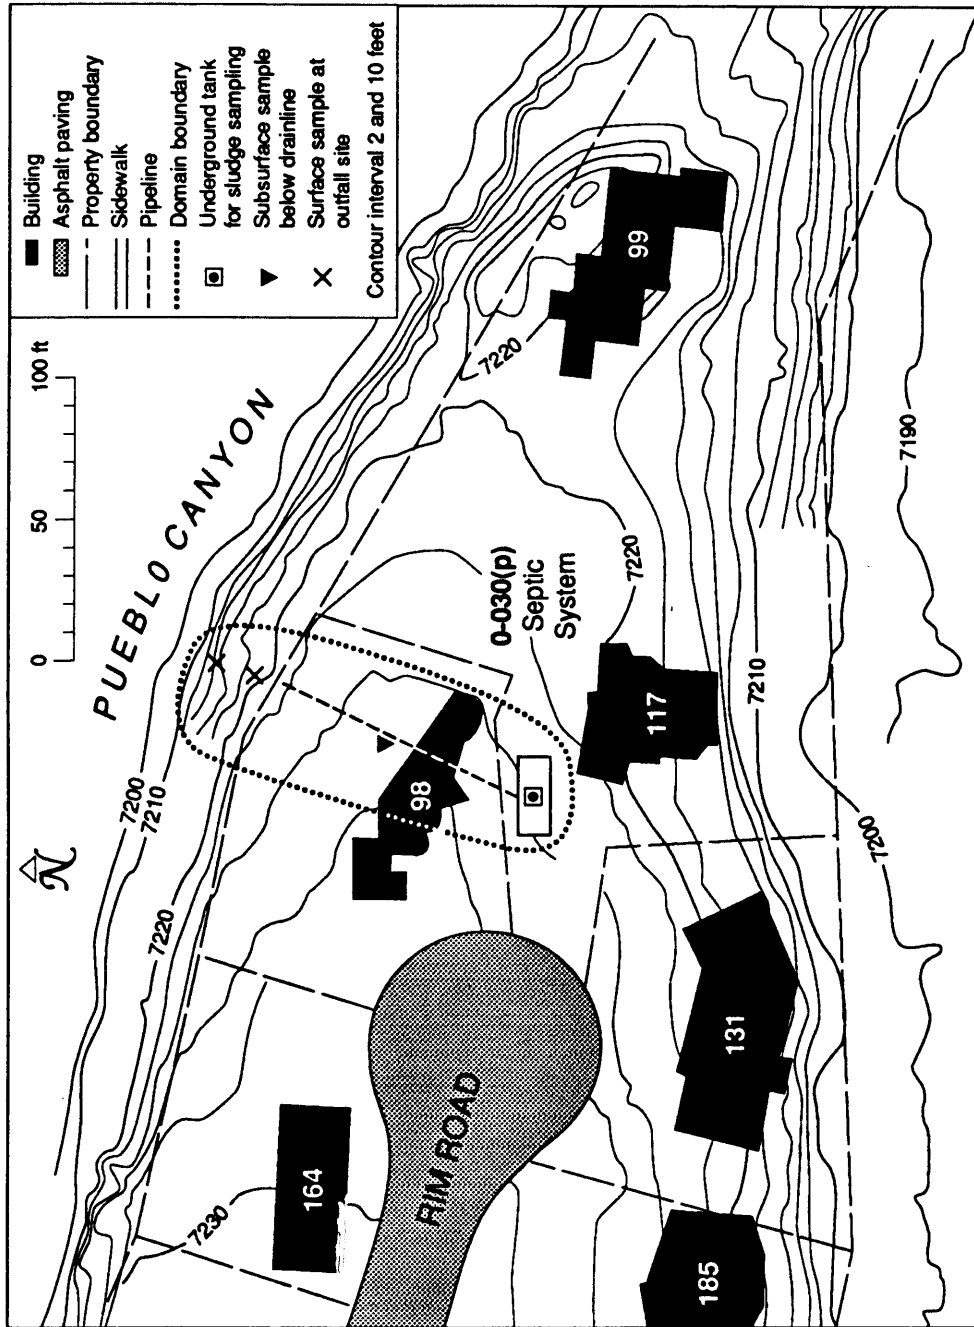 Building
Asphalt paving
Property boundary
Sidewalk
Pipeline
Domain boundary
Underground tank
for sludge sampling
Subsurface sample
below drainline
Surface sample at
outfall site
Contour interval 2 and 10 feet
0 50 100 ft
N
PUEBLO CANYON
7200
7210
7220
7230
164
RIM ROAD
98
0-030(p)
Septic
System
7220
99
117
7220
7210
131
185
7200
7190